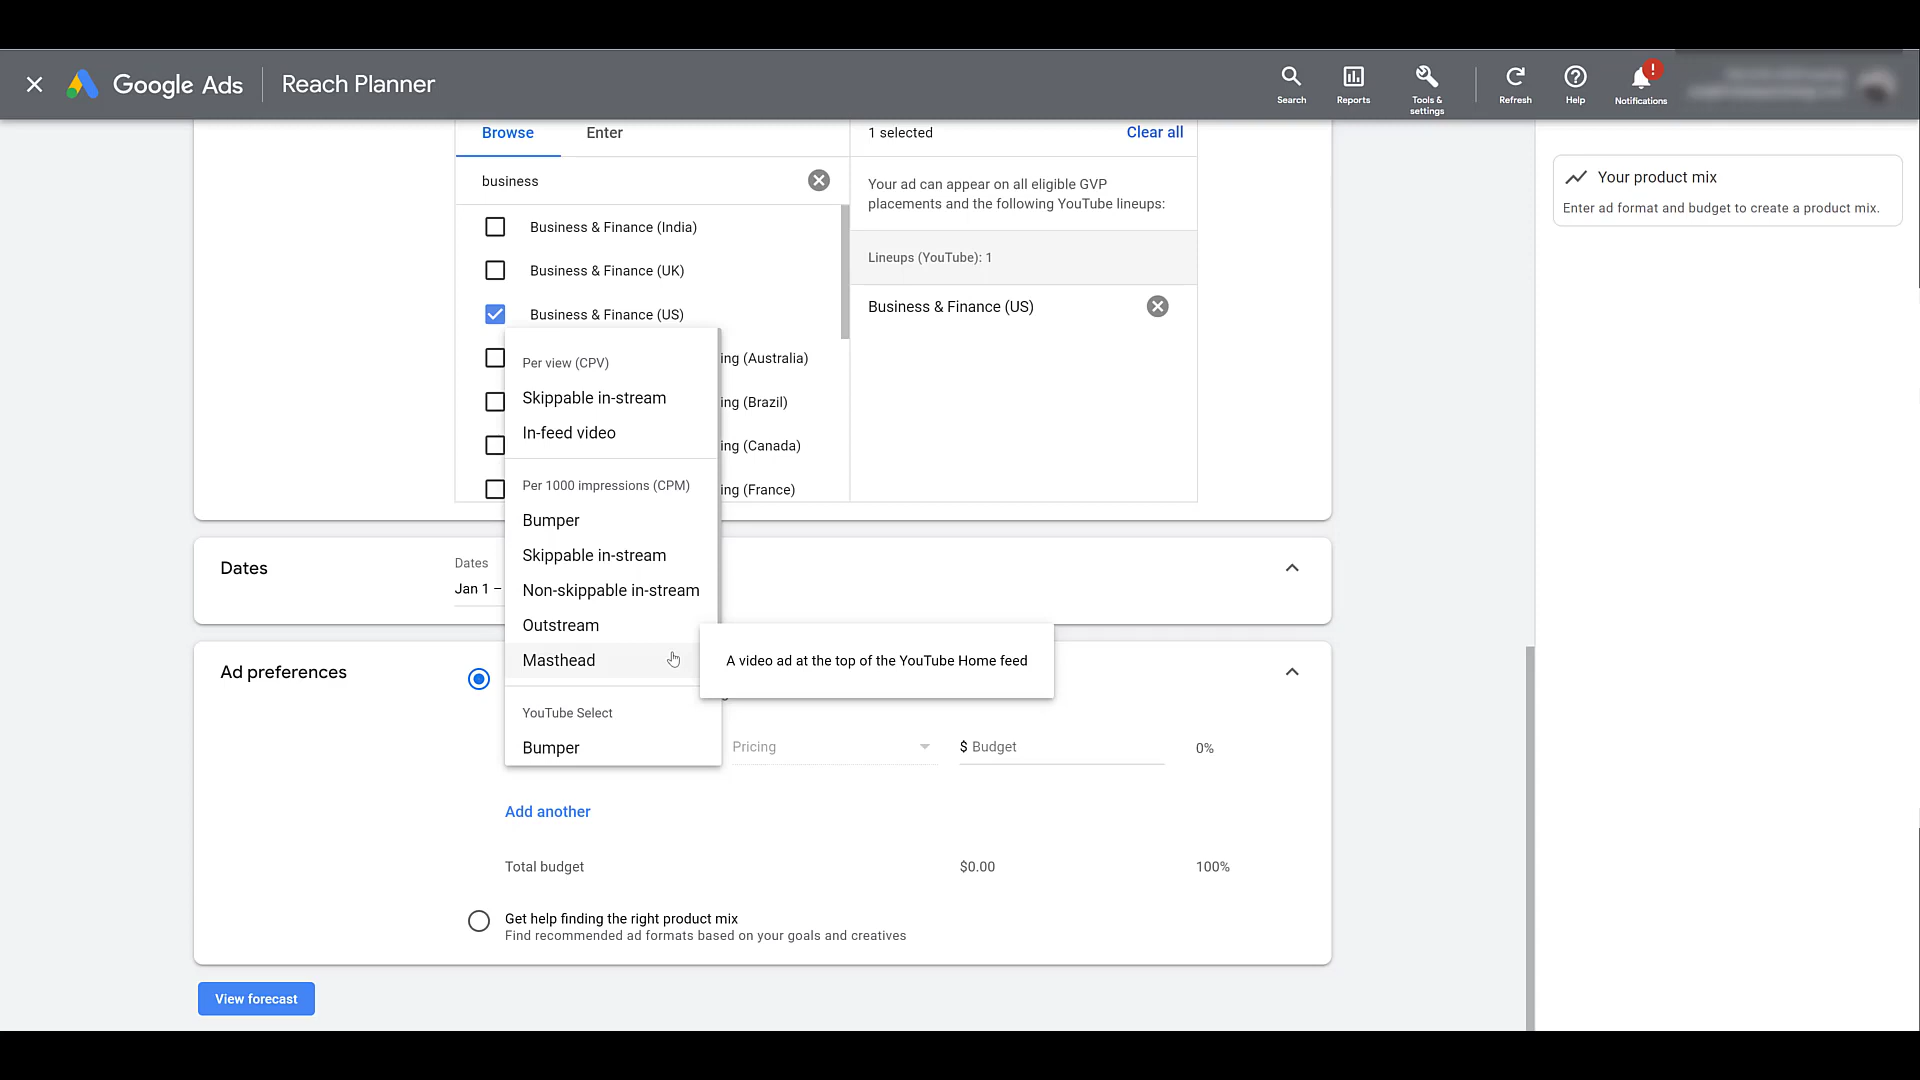 Google Ads
Reach Planner
Search
Reports
Tools &
settings
Refresh
Help
!
Notifications
Browse
Enter
1 selected
Clear all
business
Your ad can appear on all eligible GVP
placements and the following YouTube lineups:
Business & Finance (India)
Business & Finance (UK)
Lineups (YouTube): 1
Business & Finance (US)
Business & Finance (US)
ing (Australia)
ing (Brazil)
ing (Canada)
ing (France)
Per view (CPV)
Skippable in-stream
In-feed video
Per 1000 impressions (CPM)
Bumper
Skippable in-stream
Non-skippable in-stream
Outstream
Masthead
A video ad at the top of the YouTube Home feed
YouTube Select
Bumper
Dates
Dates
Jan 1 –
Ad preferences
Pricing
$ Budget
0%
Add another
Total budget
$0.00
100%
Get help finding the right product mix
Find recommended ad formats based on your goals and creatives
View forecast
Your product mix
Enter ad format and budget to create a product mix.